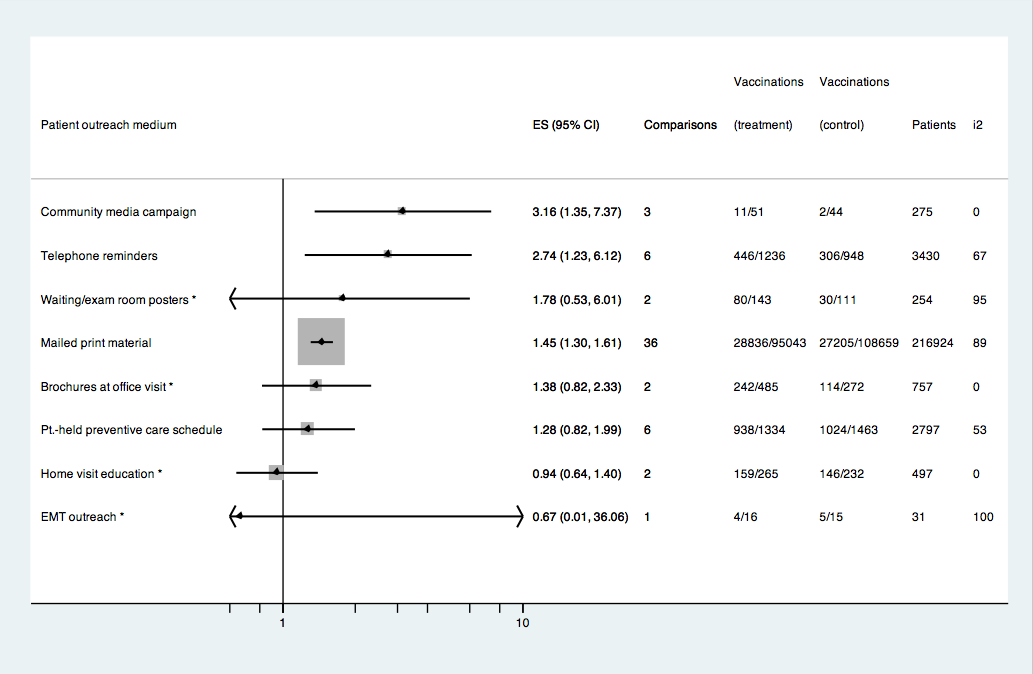 Vaccinations Vaccinations
Patient outreach medium ES (95% CI) Comparisons (treatment) (control) Patients i2
Community media campaign 3.16 (1.35, 7.37) 3 11/51 2/44 275 0
Telephone reminders 2.74 (1.23, 6.12) 6 446/1236 306/948 3430 67
Waiting/exam room posters * 1.78 (0.53, 6.01) 2 80/143 30/111 254 95
Mailed print material 1.45 (1.30, 1.61) 36 28836/95043 27205/108659 216924 89
Brochures at office visit * 1.38 (0.82, 2.33) 2 242/485 114/272 757 0
Pt.-held preventive care schedule 1.28 (0.82, 1.99) 6 938/1334 1024/1463 2797 53
Home visit education * 0.94 (0.64, 1.40) 2 159/265 146/232 497 0
EMT outreach * 0.67 (0.01, 36.06) 1 4/16 5/15 31 100
1 10